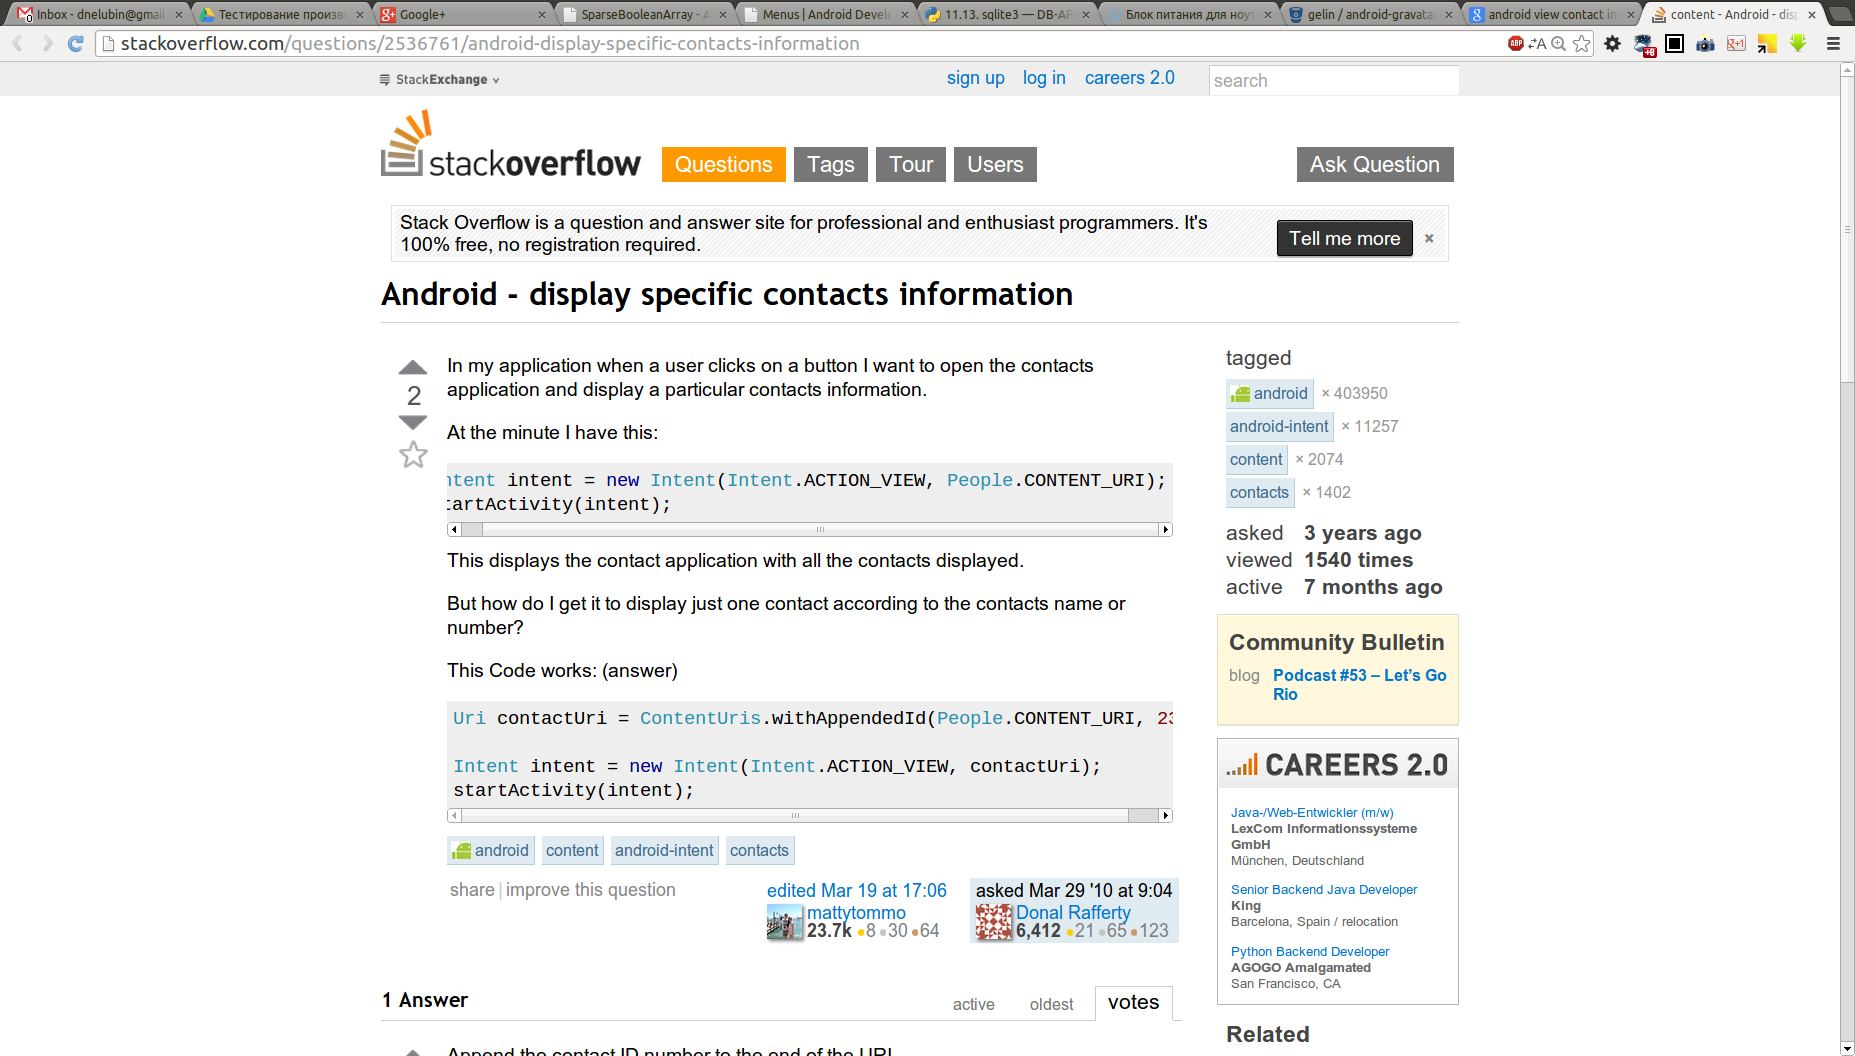 Inbox - dnelubin@gmail
Тестирование произв
Google+
SparseBooleanArray - A
Menus | Android Develo
11.13. sqlite3 — DB-AP
Блок питания для ноут
gelin / android-gravata
android view contact in
content - Android - disp
stackoverflow.com/questions/2536761/android-display-specific-contacts-information
ABP
A
+8
g+1
StackExchange
sign up log in careers 2.0
search
stackoverflow
Questions Tags Tour Users
Ask Question
Stack Overflow is a question and answer site for professional and enthusiast programmers. It's
100% free, no registration required.
Tell me more ×
Android - display specific contacts information
2
In my application when a user clicks on a button I want to open the contacts
application and display a particular contacts information.
At the minute I have this:
ntent intent = new Intent(Intent.ACTION_VIEW, People.CONTENT_URI);
tartActivity(intent);
This displays the contact application with all the contacts displayed.
But how do I get it to display just one contact according to the contacts name or
number?
This Code works: (answer)
Uri contactUri = ContentUris.withAppendedId(People.CONTENT_URI, 23
Intent intent = new Intent(Intent.ACTION_VIEW, contactUri);
startActivity(intent);
android content android-intent contacts
share | improve this question
edited Mar 19 at 17:06
mattytommo
23.7k ●8 ●30 ●64
asked Mar 29 '10 at 9:04
Donal Rafferty
6,412 ●21 ●65 ●123
1 Answer
active oldest votes
Append the contact ID number to the end of the URI
tagged
android × 403950
android-intent × 11257
content × 2074
contacts × 1402
asked 3 years ago
viewed 1540 times
active 7 months ago
Community Bulletin
blog Podcast #53 – Let's Go
Rio
CAREERS 2.0
Java-/Web-Entwickler (m/w)
LexCom Informationssysteme
GmbH
München, Deutschland
Senior Backend Java Developer
King
Barcelona, Spain / relocation
Python Backend Developer
AGOGO Amalgamated
San Francisco, CA
Related